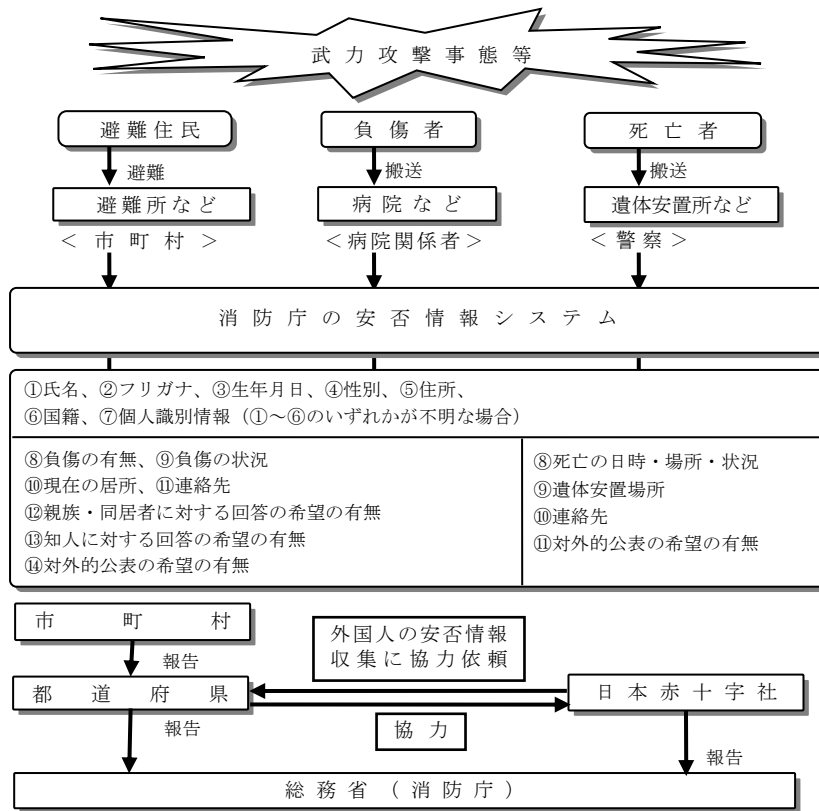 武力攻撃事態等
避難住民
負傷者
死亡者
避難
搬送
搬送
避難所など
病院など
遺体安置所など
＜市町村＞
＜病院関係者＞
＜警察＞
消防庁の安否情報システム
①氏名、②フリガナ、③生年月日、④性別、⑤住所、
⑥国籍、⑦個人識別情報（①～⑥のいずれかが不明な場合）
⑧負傷の有無、⑨負傷の状況
⑩現在の居所、⑪連絡先
⑫親族・同居者に対する回答の希望の有無
⑬知人に対する回答の希望の有無
⑭対外的公表の希望の有無
⑧死亡の日時・場所・状況
⑨遺体安置場所
⑩連絡先
⑪対外的公表の希望の有無
市町村
報告
外国人の安否情報
収集に協力依頼
都道府県
日本赤十字社
報告
協力
報告
総務省（消防庁）